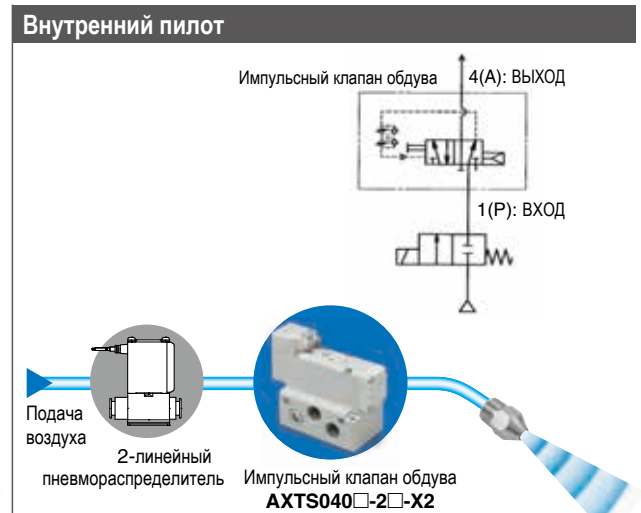 Внутренний пилот
Импульсный клапан обдува
4(A): ВЫХОД
1(P): ВХОД
Подача
воздуха
2-линейный
пневмораспределитель
Импульсный клапан обдува
AXTS040□-2□-X2